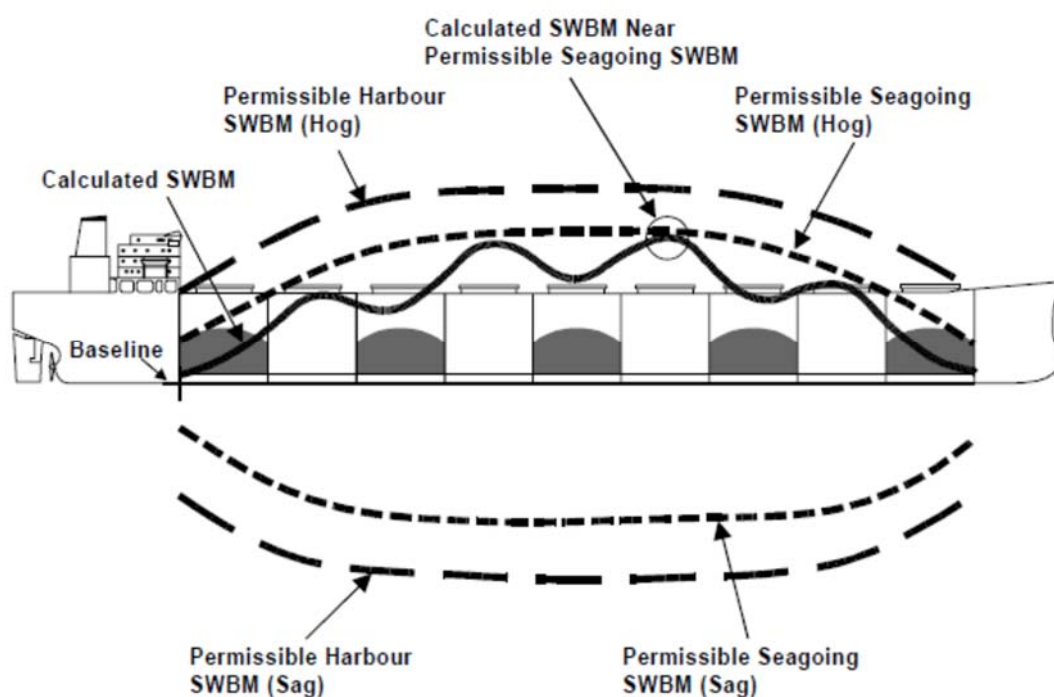 Calculated SWBM Near
Permissible Seagoing SWBM
Permissible Harbour
SWBM (Hog)
Permissible Seagoing
SWBM (Hog)
Calculated SWBM
Baseline
Permissible Harbour
SWBM (Sag)
Permissible Seagoing
SWBM (Sag)